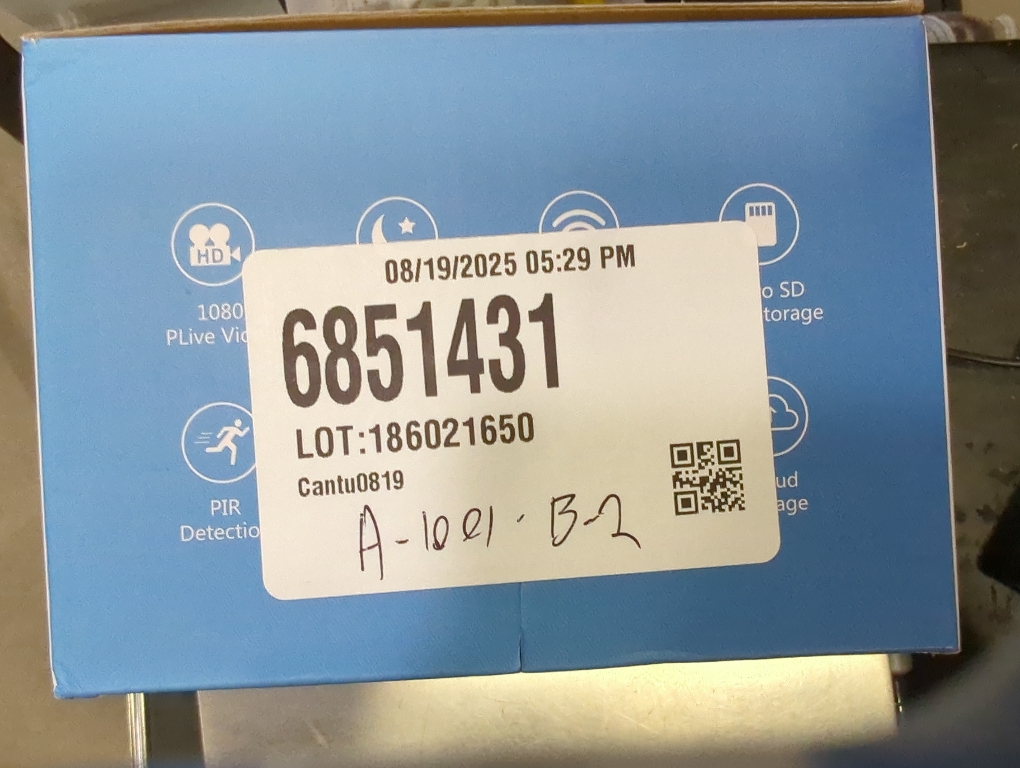 HD
1080
PLive Vi
o SD
torage
08/19/2025 05:29 PM
6851431
LOT:186021650
Cantu0819
PIR
Detectio
ud
age
B-2